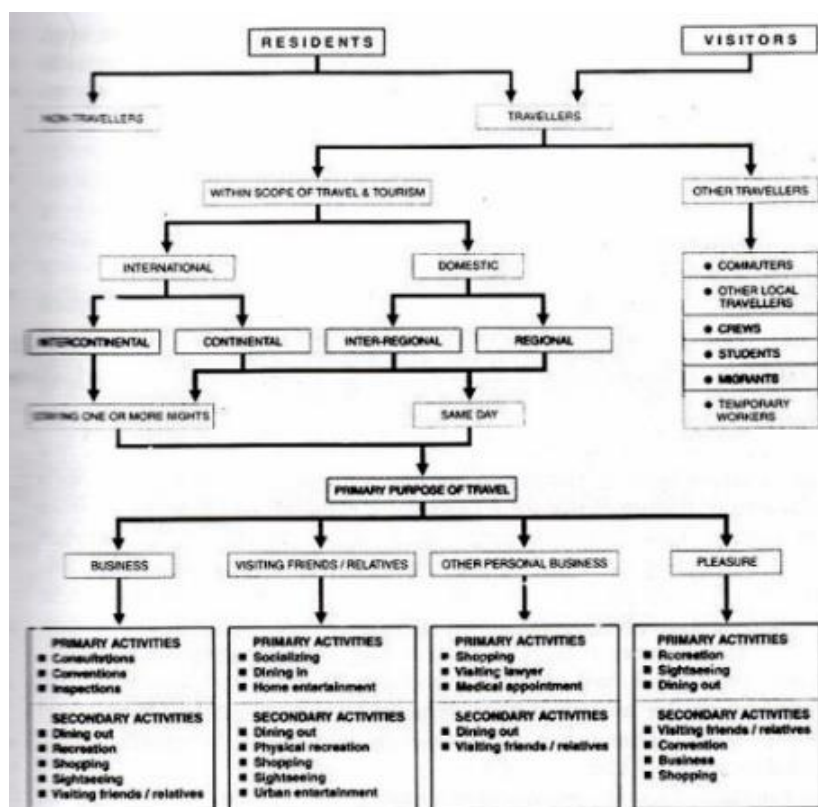 RESIDENTS
VISITORS
NON-TRAVELLERS
TRAVELLERS
WITHIN SCOPE OF TRAVEL & TOURISM
OTHER TRAVELLERS
INTERNATIONAL
DOMESTIC
● COMMUTERS
● OTHER LOCAL
TRAVELLERS
● CREWS
● STUDENTS
● MIGRANTS
● TEMPORARY
WORKERS
INTERCONTINENTAL
CONTINENTAL
INTER-REGIONAL
REGIONAL
STAYING ONE OR MORE NIGHTS
SAME DAY
PRIMARY PURPOSE OF TRAVEL
BUSINESS
VISITING FRIENDS / RELATIVES
OTHER PERSONAL BUSINESS
PLEASURE
PRIMARY ACTIVITIES
■ Consultations
■ Conventions
■ Inspections
SECONDARY ACTIVITIES
■ Dining out
■ Recreation
■ Shopping
■ Sightseeing
■ Visiting friends / relatives
PRIMARY ACTIVITIES
■ Socializing
■ Dining in
■ Home entertainment
SECONDARY ACTIVITIES
■ Dining out
■ Physical recreation
■ Shopping
■ Sightseeing
■ Urban entertainment
PRIMARY ACTIVITIES
■ Shopping
■ Visiting lawyer
■ Medical appointment
SECONDARY ACTIVITIES
■ Dining out
■ Visiting friends / relatives
PRIMARY ACTIVITIES
■ Recreation
■ Sightseeing
■ Dining out
SECONDARY ACTIVITIES
■ Visiting friends / relatives
■ Convention
■ Business
■ Shopping